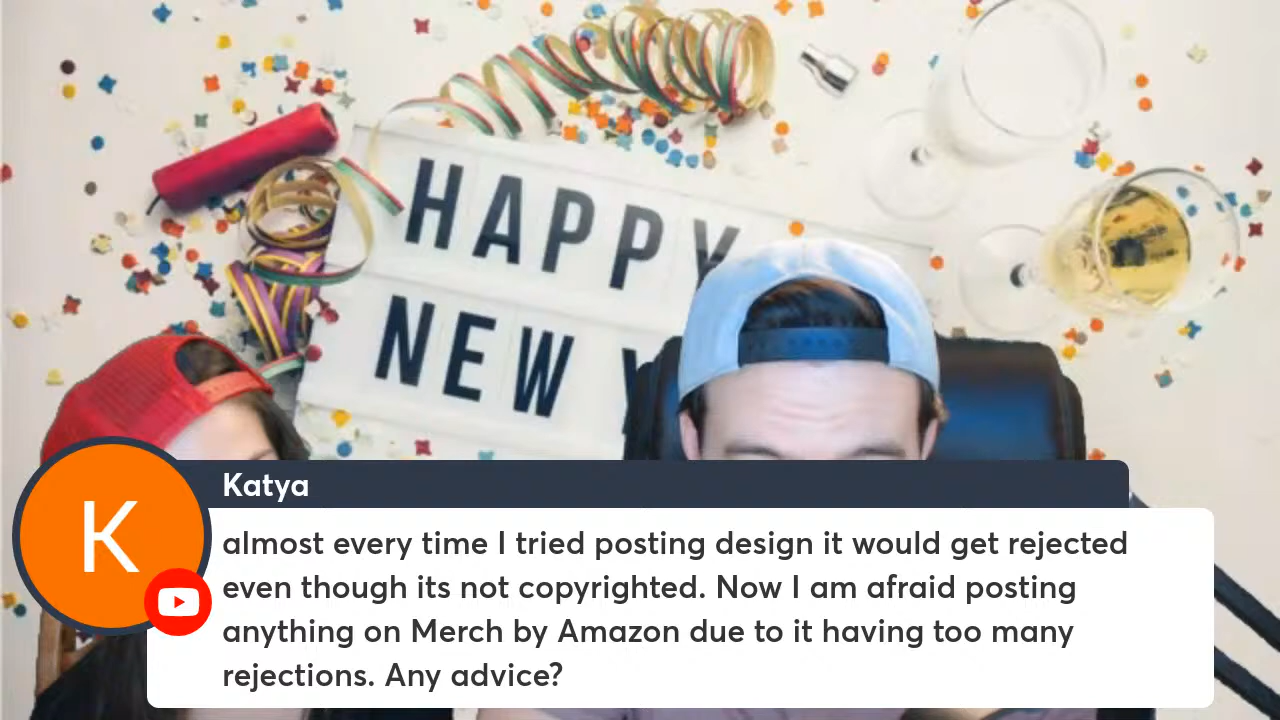 HAPPY
NEW Y
K
Katya
almost every time I tried posting design it would get rejected
even though its not copyrighted. Now I am afraid posting
anything on Merch by Amazon due to it having too many
rejections. Any advice?